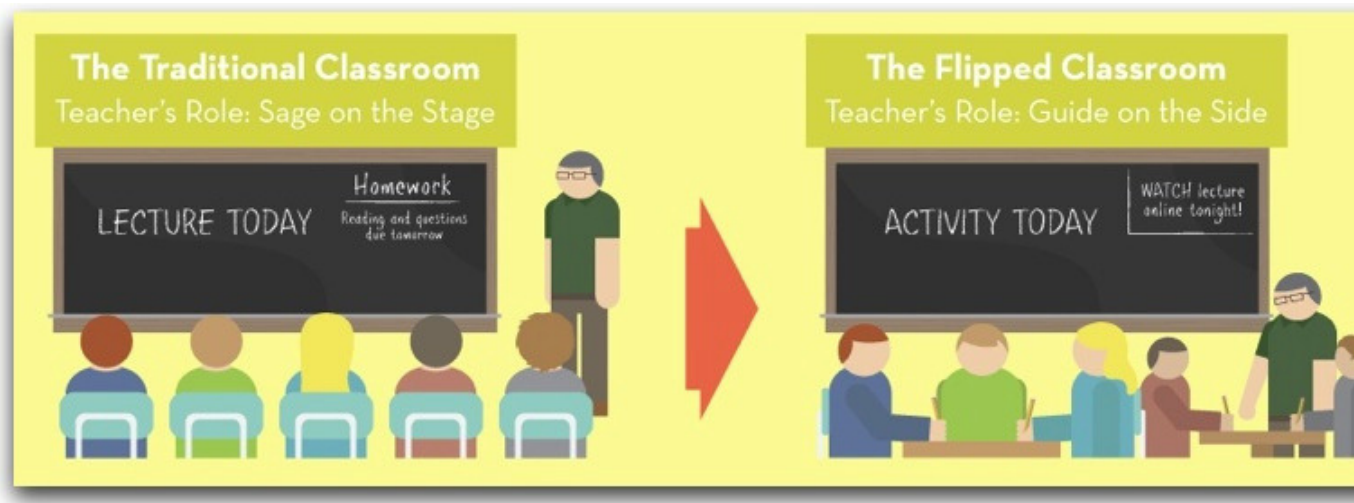 The Traditional Classroom
Teacher's Role: Sage on the Stage
LECTURE TODAY
Homework
Reading and questions
due tomorrow
The Flipped Classroom
Teacher's Role: Guide on the Side
ACTIVITY TODAY
WATCH lecture
online tonight!